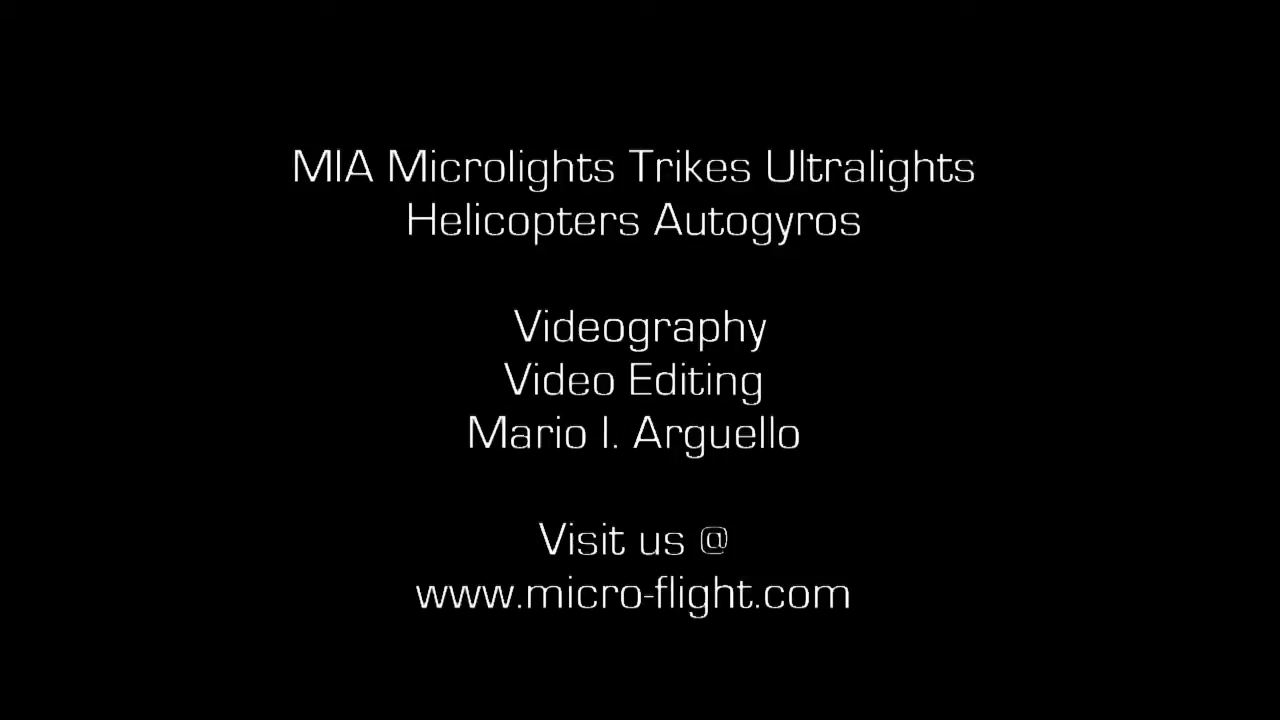 MIA Microlights Trikes Ultralights
Helicopters Autogyros
Videography
Video Editing
Mario I. Arguello
Visit us @
www.micro-flight.com